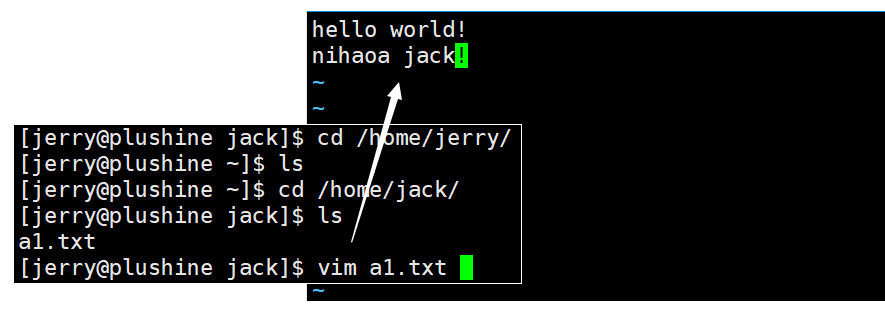 hello world!
nihaoa jack!
~
~
[jerry@plushine jack]$ cd /home/jerry/
[jerry@plushine ~]$ ls
[jerry@plushine ~]$ cd /home/jack/
[jerry@plushine jack]$ ls
a1.txt
[jerry@plushine jack]$ vim a1.txt
~